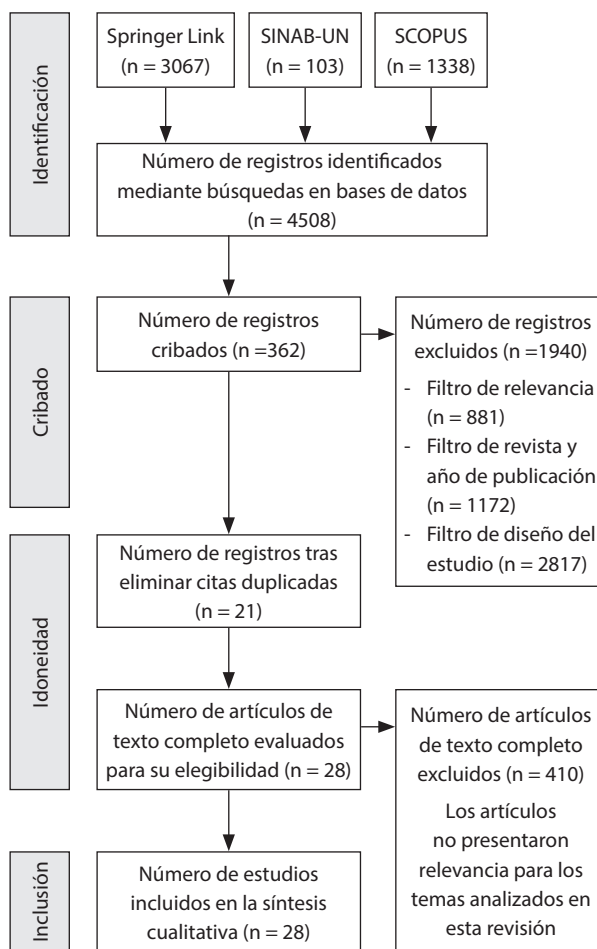 Identificación
Springer Link
(n = 3067)
SINAB-UN
(n = 103)
SCOPUS
(n = 1338)
Número de registros identificados
mediante búsquedas en bases de datos
(n = 4508)
Cribado
Número de registros
cribados (n =362)
Número de registros
excluidos (n =1940)
- Filtro de relevancia
(n = 881)
- Filtro de revista y
año de publicación
(n = 1172)
- Filtro de diseño del
estudio (n = 2817)
Idoneidad
Número de registros tras
eliminar citas duplicadas
(n = 21)
Número de artículos de
texto completo evaluados
para su elegibilidad (n = 28)
Número de artículos
de texto completo
excluidos (n = 410)
Los artículos
no presentaron
relevancia para los
temas analizados en
esta revisión
Inclusión
Número de estudios
incluidos en la síntesis
cualitativa (n = 28)